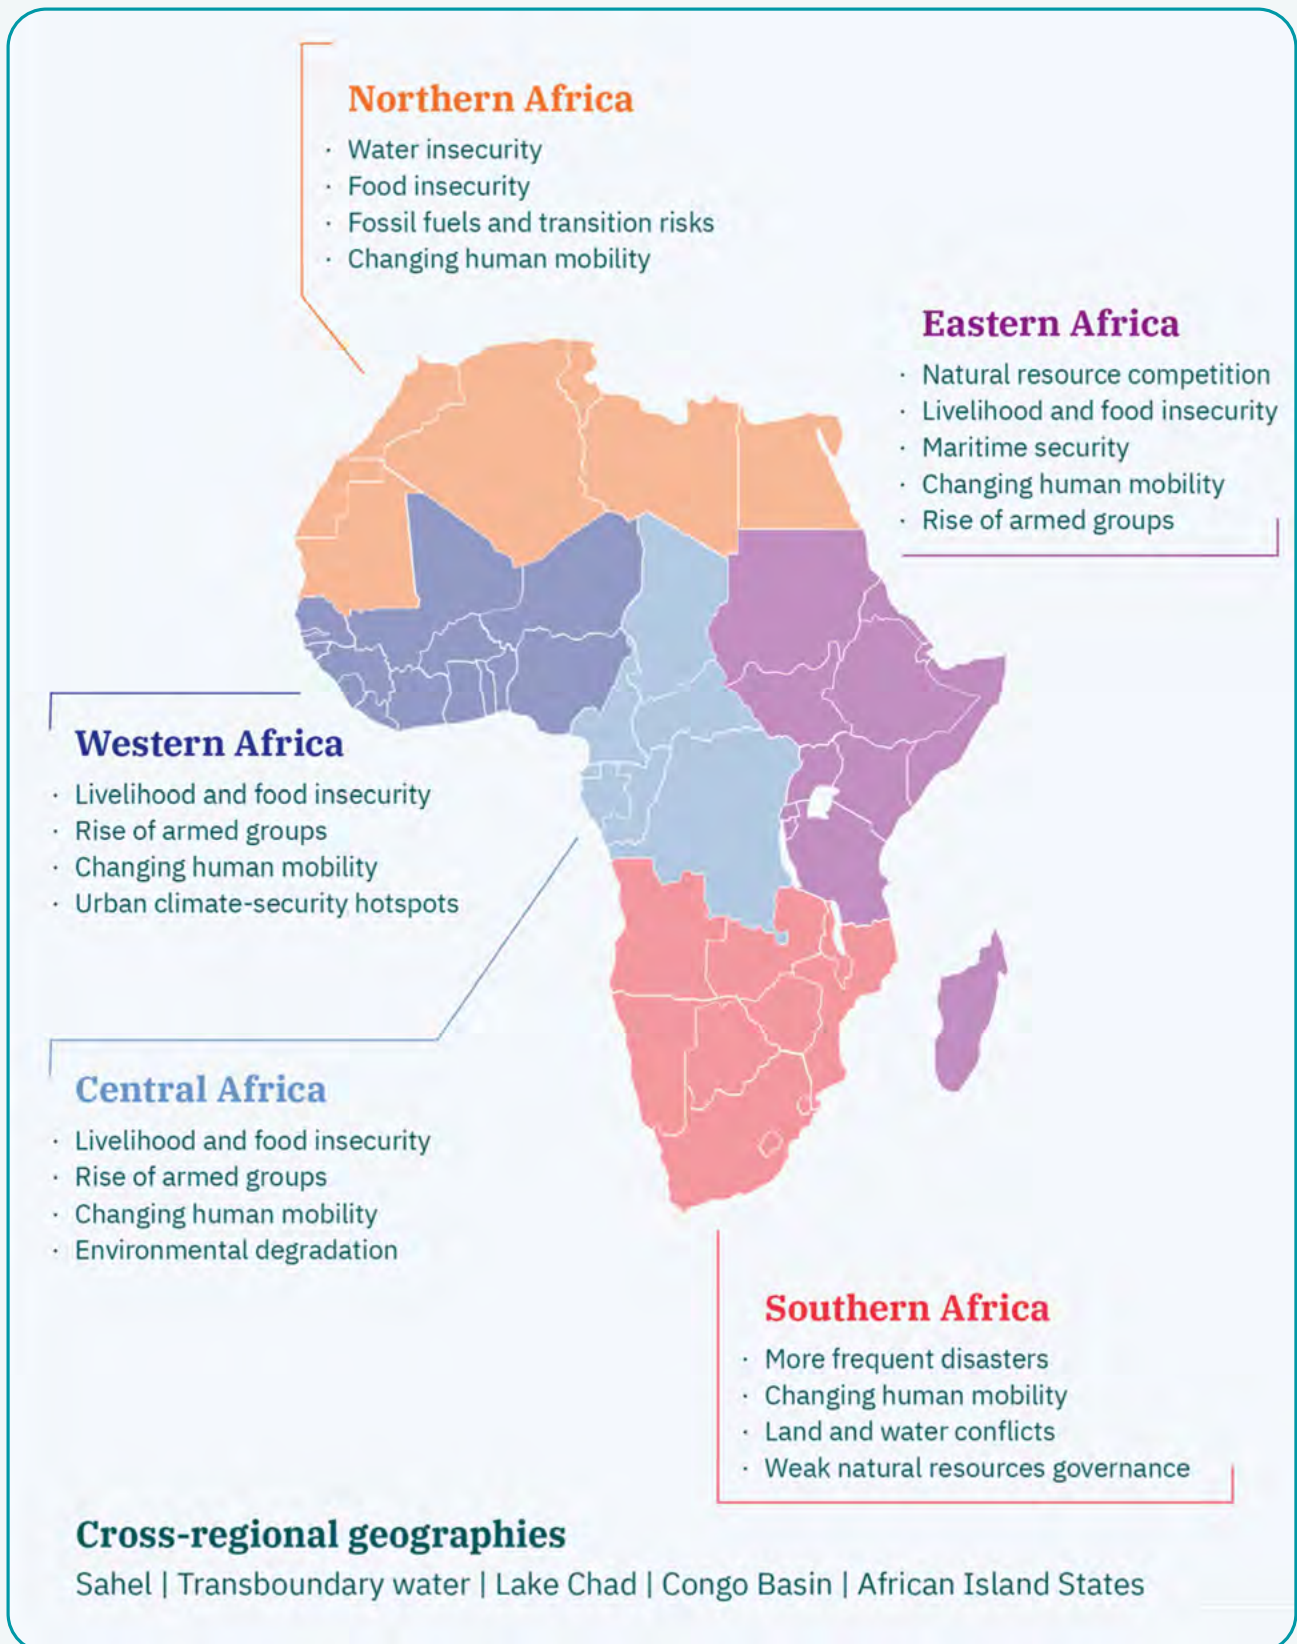 Northern Africa
· Water insecurity
· Food insecurity
· Fossil fuels and transition risks
· Changing human mobility
Eastern Africa
· Natural resource competition
· Livelihood and food insecurity
· Maritime security
· Changing human mobility
· Rise of armed groups
Western Africa
· Livelihood and food insecurity
· Rise of armed groups
· Changing human mobility
· Urban climate-security hotspots
Central Africa
· Livelihood and food insecurity
· Rise of armed groups
· Changing human mobility
· Environmental degradation
Southern Africa
· More frequent disasters
· Changing human mobility
· Land and water conflicts
· Weak natural resources governance
Cross-regional geographies
Sahel | Transboundary water | Lake Chad | Congo Basin | African Island States